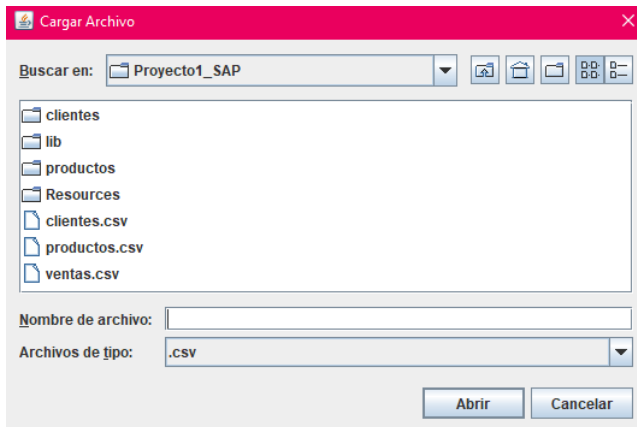 Cargar Archivo
Buscar en: Proyecto1_SAP
clientes
lib
productos
Resources
clientes.csv
productos.csv
ventas.csv
Nombre de archivo:
Archivos de tipo: .csv
Abrir Cancelar